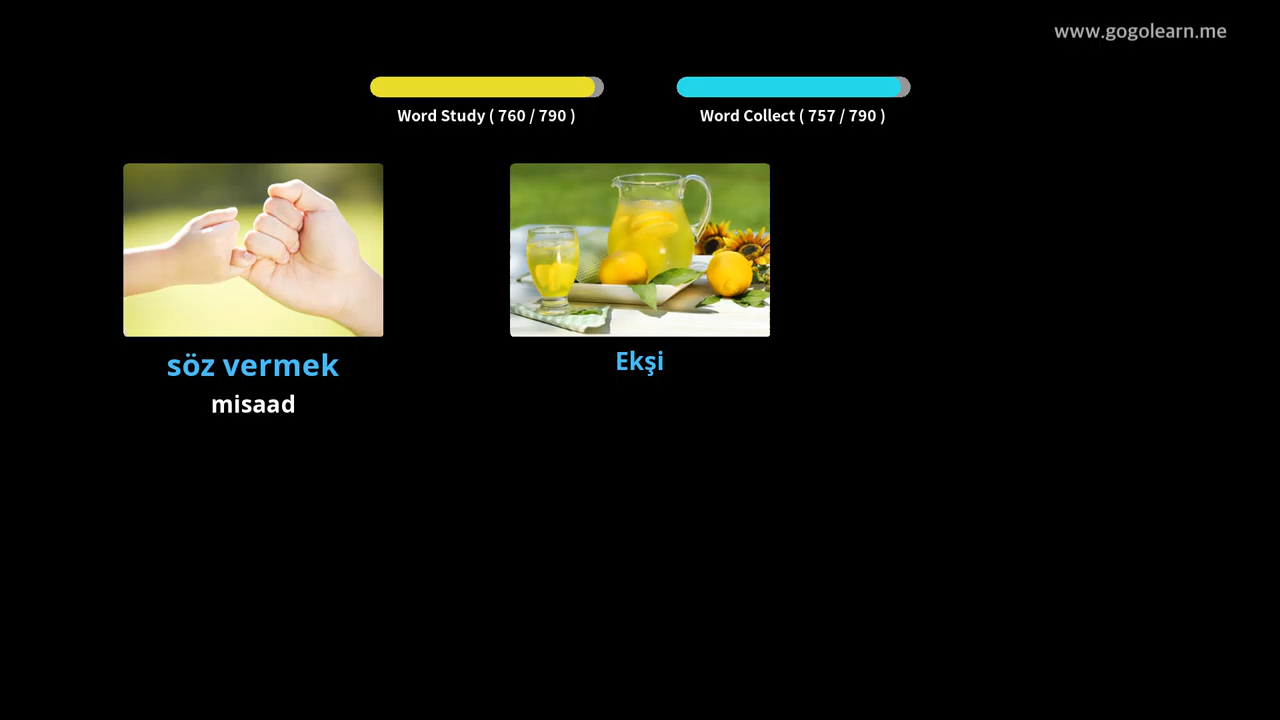 www.gogolearn.me
Word Study ( 760 / 790 )
Word Collect ( 757 / 790 )
söz vermek
misaad
Ekşi